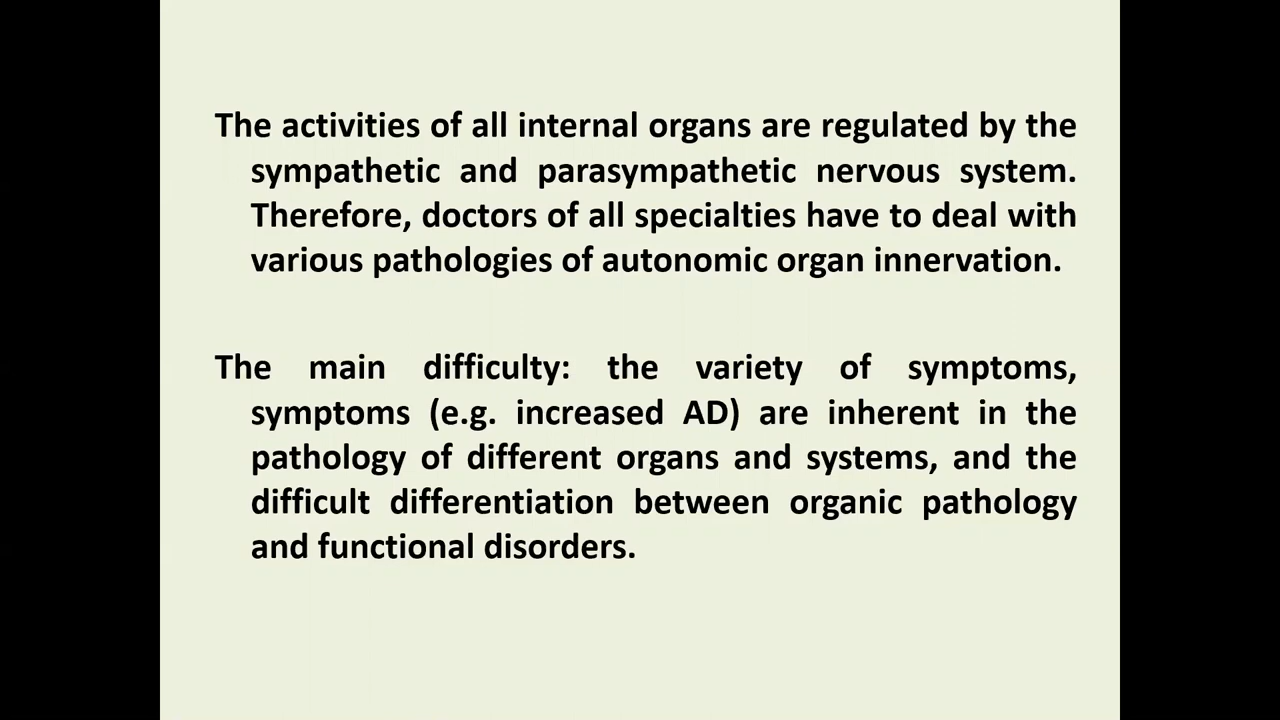 The activities of all internal organs are regulated by the
sympathetic and parasympathetic nervous system.
Therefore, doctors of all specialties have to deal with
various pathologies of autonomic organ innervation.
The main difficulty: the variety of symptoms,
symptoms (e.g. increased AD) are inherent in the
pathology of different organs and systems, and the
difficult differentiation between organic pathology
and functional disorders.